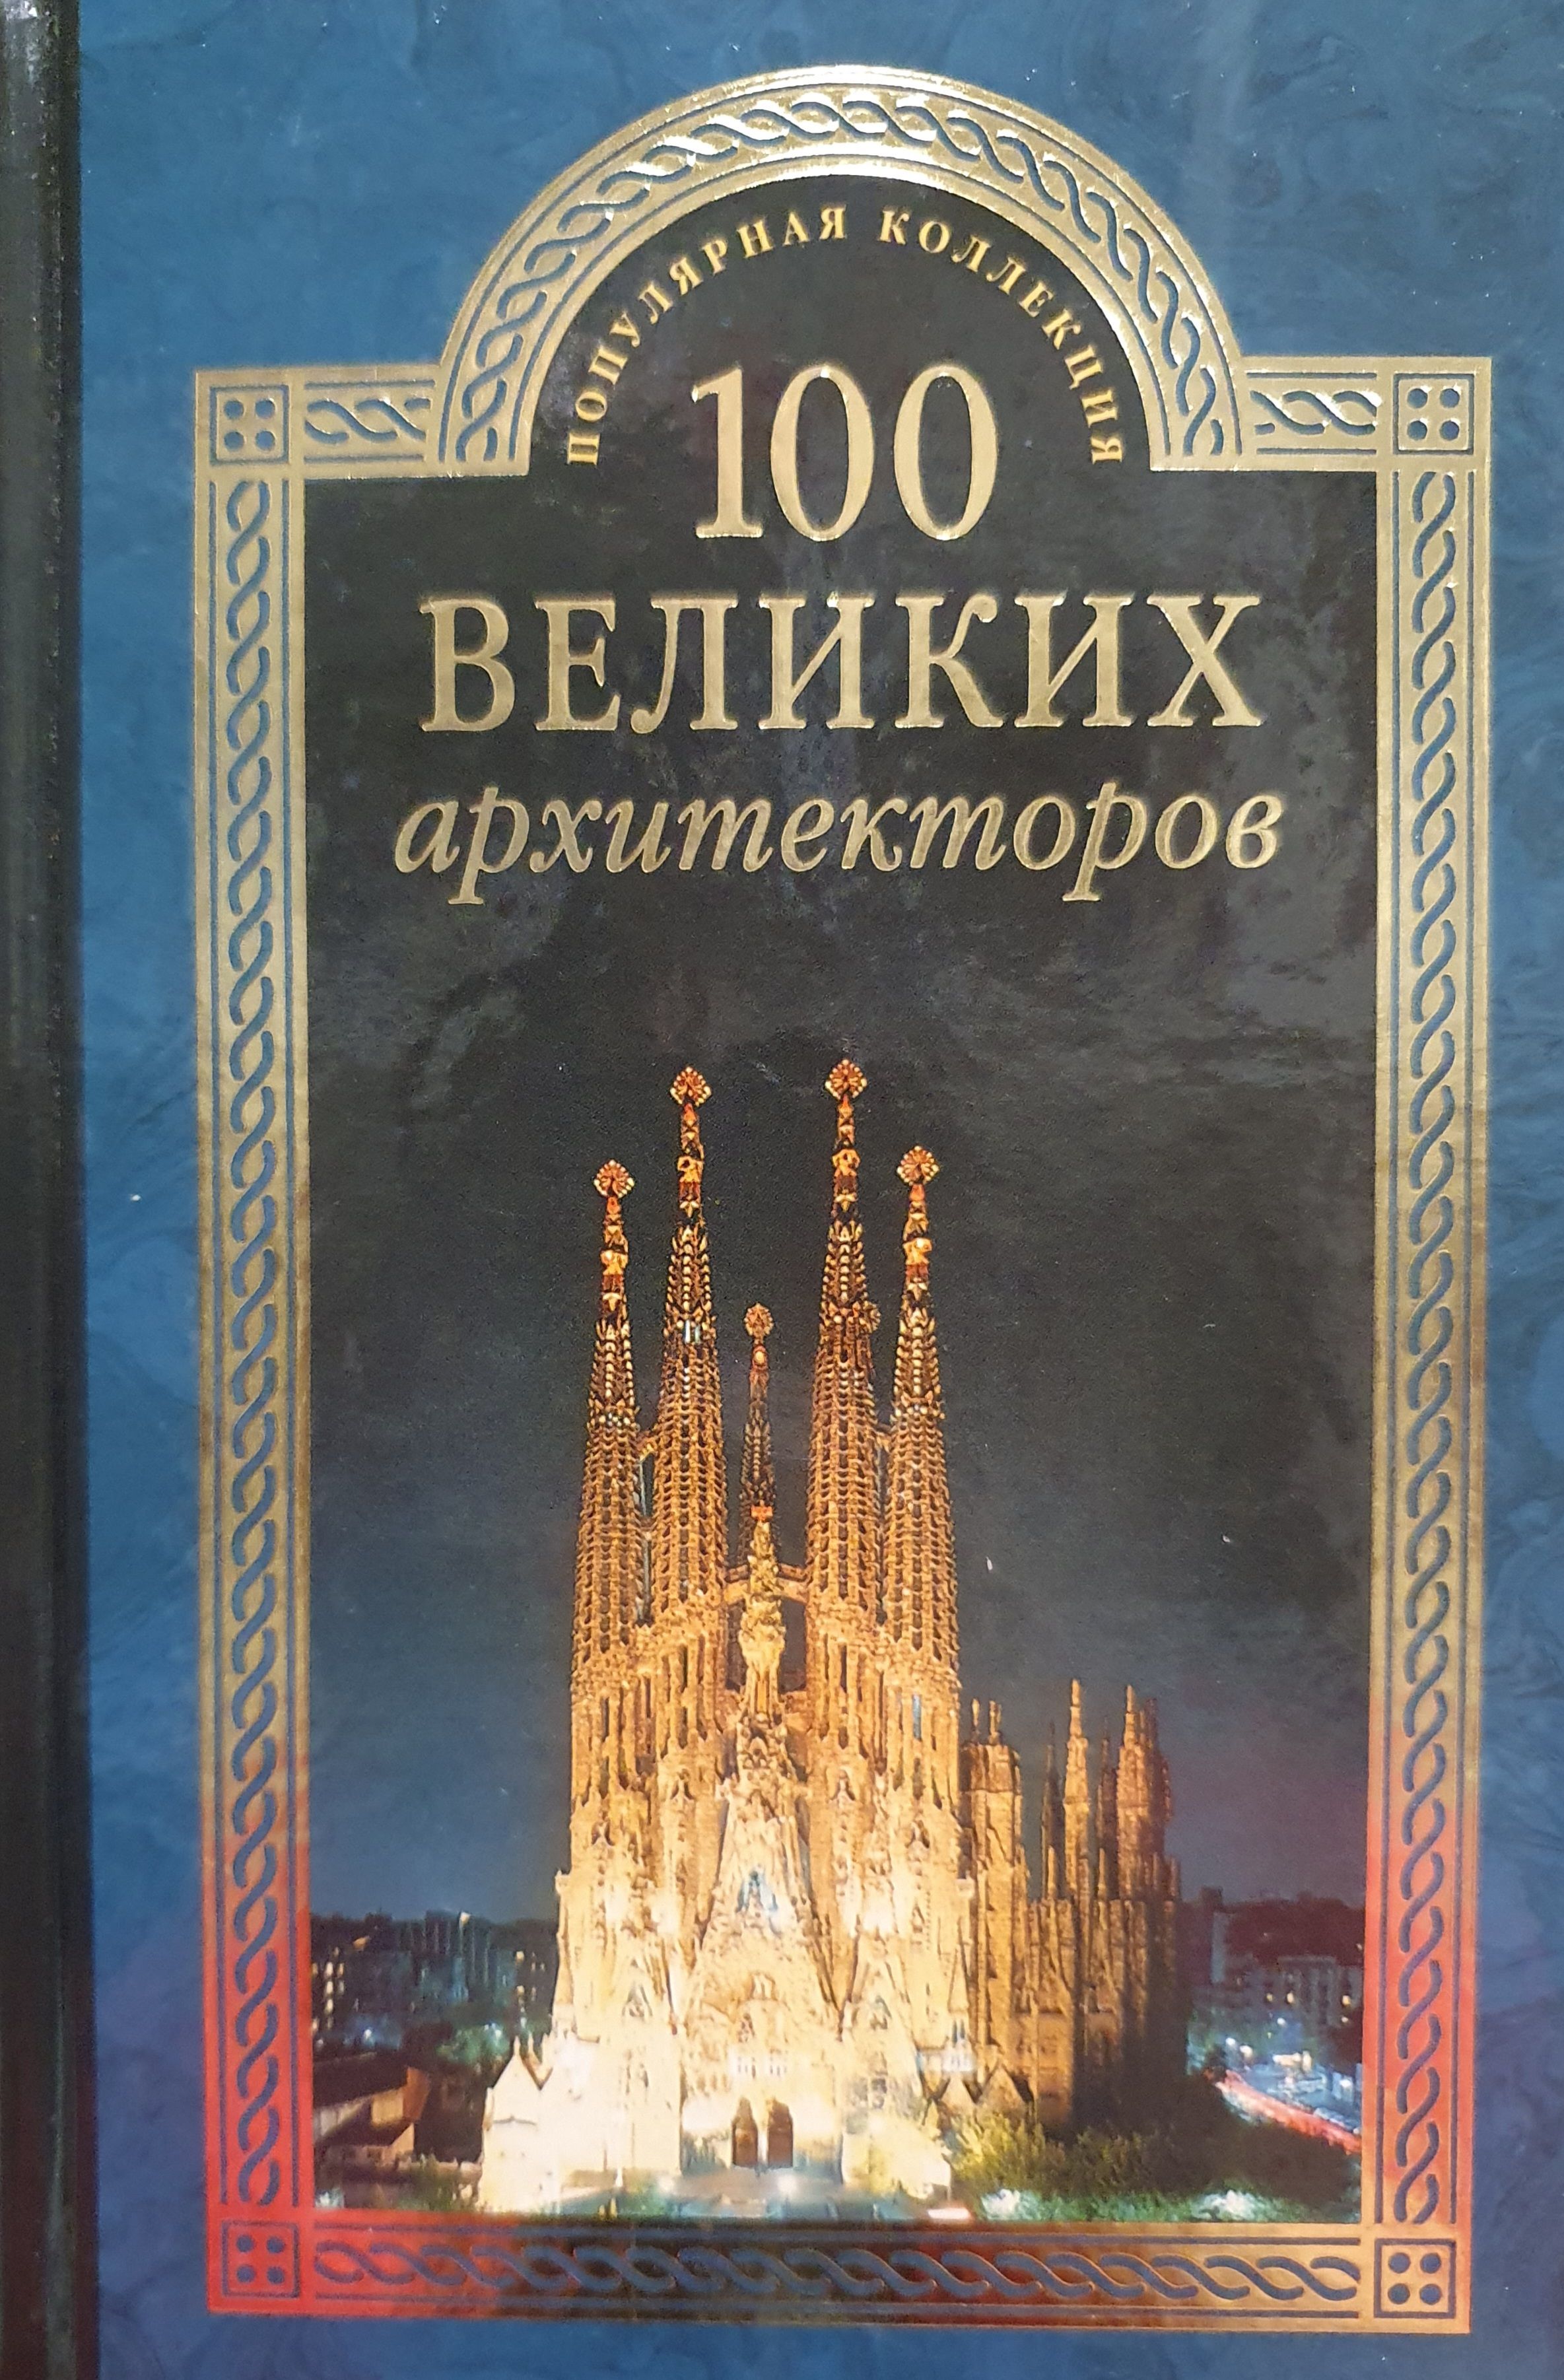 ПОПУЛЯРНАЯ КОЛЛЕКЦИЯ
100
ВЕЛИКИХ
архитекторов